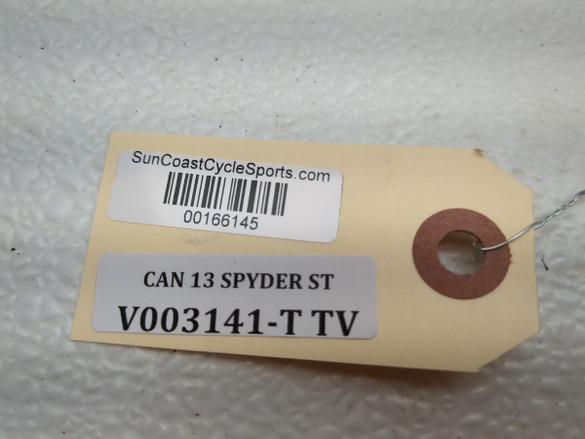 SunCoastCycleSports.com
00166145
CAN 13 SPYDER ST
V003141-T TV